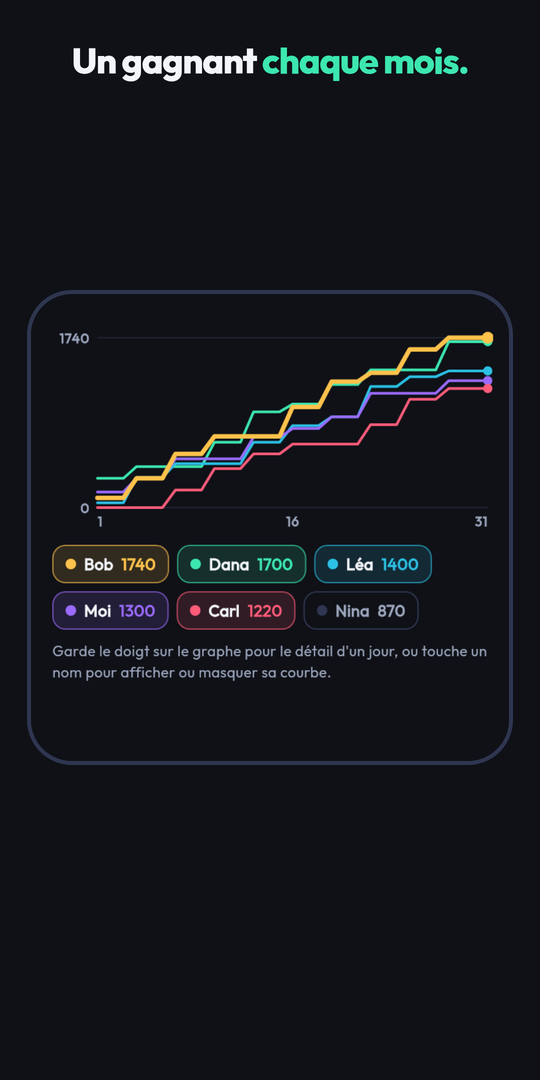 Un gagnant chaque mois.
1740
0
1 16 31
Bob 1740 Dana 1700 Léa 1400
Moi 1300 Carl 1220 Nina 870
Garde le doigt sur le graphe pour le détail d'un jour, ou touche un
nom pour afficher ou masquer sa courbe.